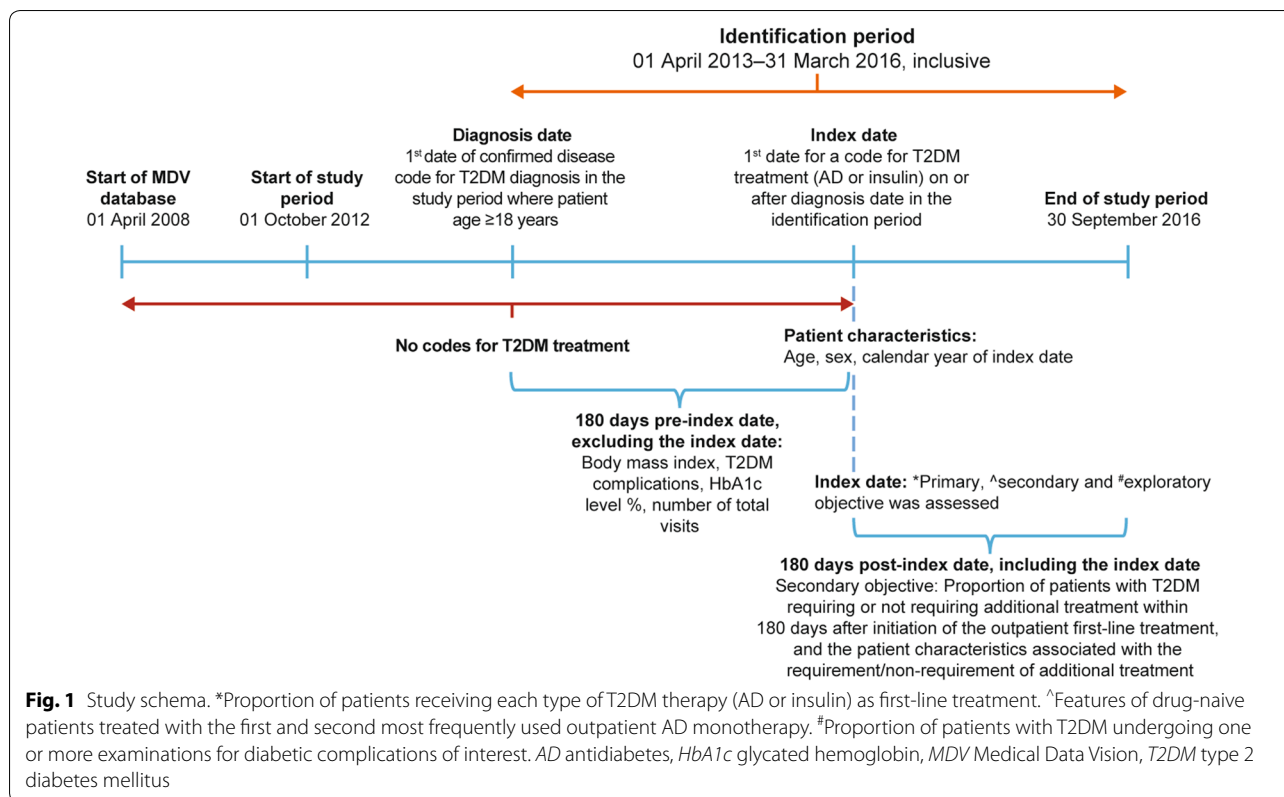 Identification period
01 April 2013–31 March 2016, inclusive
Diagnosis date
1st date of confirmed disease
code for T2DM diagnosis in the
study period where patient
age ≥18 years
Index date
1st date for a code for T2DM
treatment (AD or insulin) on or
after diagnosis date in the
identification period
Start of MDV
database
01 April 2008
Start of study
period
01 October 2012
End of study period
30 September 2016
No codes for T2DM treatment
Patient characteristics:
Age, sex, calendar year of index date
180 days pre-index date,
excluding the index date:
Body mass index, T2DM
complications, HbA1c
level %, number of total
visits
Index date: *Primary, ^secondary and #exploratory
objective was assessed
180 days post-index date, including the index date
Secondary objective: Proportion of patients with T2DM
requiring or not requiring additional treatment within
180 days after initiation of the outpatient first-line treatment,
and the patient characteristics associated with the
requirement/non-requirement of additional treatment
Fig. 1 Study schema. *Proportion of patients receiving each type of T2DM therapy (AD or insulin) as first-line treatment. ^Features of drug-naive
patients treated with the first and second most frequently used outpatient AD monotherapy. #Proportion of patients with T2DM undergoing one
or more examinations for diabetic complications of interest. AD antidiabetes, HbA1c glycated hemoglobin, MDV Medical Data Vision, T2DM type 2
diabetes mellitus